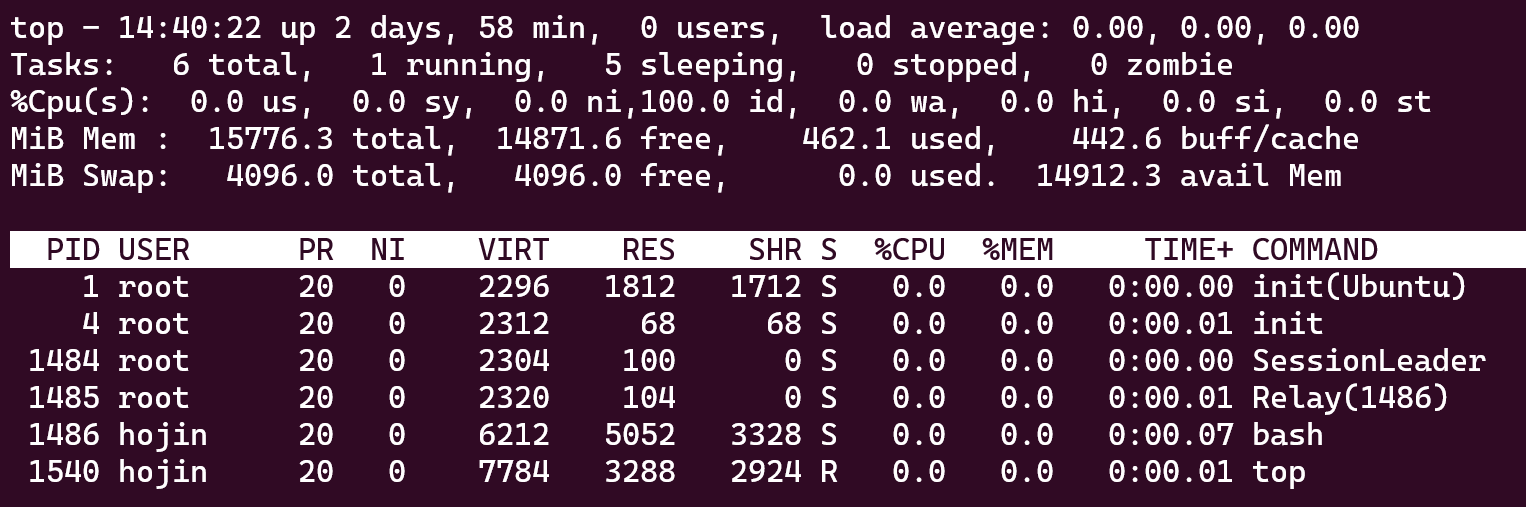 top - 14:40:22 up 2 days, 58 min,  0 users,  load average: 0.00, 0.00, 0.00
Tasks:   6 total,   1 running,   5 sleeping,   0 stopped,   0 zombie
%Cpu(s):  0.0 us,  0.0 sy,  0.0 ni,100.0 id,  0.0 wa,  0.0 hi,  0.0 si,  0.0 st
MiB Mem :  15776.3 total,  14871.6 free,    462.1 used,    442.6 buff/cache
MiB Swap:   4096.0 total,   4096.0 free,      0.0 used.  14912.3 avail Mem

  PID USER      PR  NI    VIRT    RES    SHR S  %CPU  %MEM     TIME+ COMMAND
    1 root      20   0    2296   1812   1712 S   0.0   0.0   0:00.00 init(Ubuntu)
    4 root      20   0    2312     68     68 S   0.0   0.0   0:00.01 init
 1484 root      20   0    2304    100      0 S   0.0   0.0   0:00.00 SessionLeader
 1485 root      20   0    2320    104      0 S   0.0   0.0   0:00.01 Relay(1486)
 1486 hojin     20   0    6212   5052   3328 S   0.0   0.0   0:00.07 bash
 1540 hojin     20   0    7784   3288   2924 R   0.0   0.0   0:00.01 top